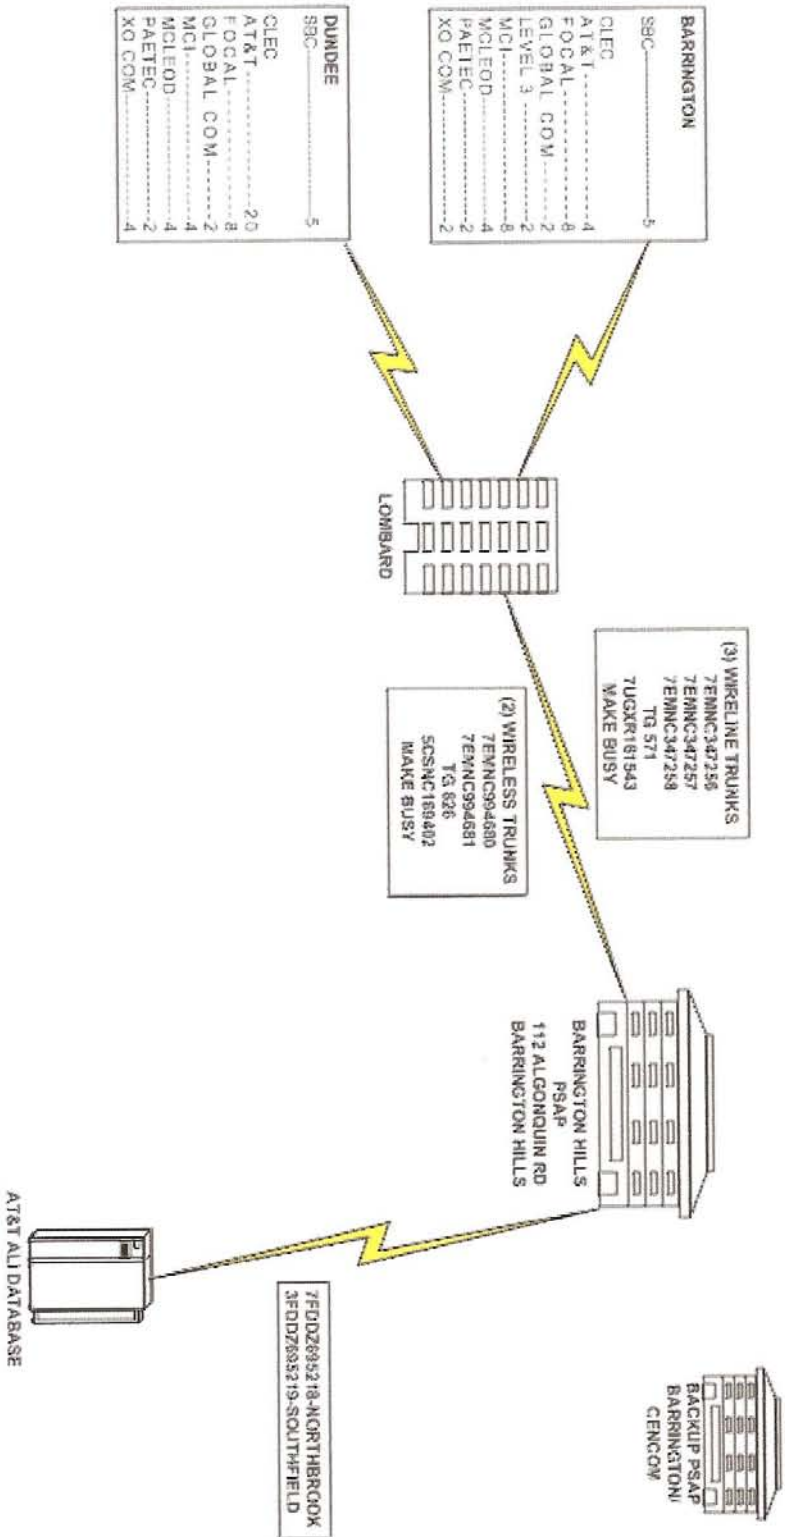 BARRINGTON
SBC-----------------------5
CLEC
AT&T--------------4
FOCAL-------------8
GLOBAL COM-----2
LEVEL 3 ----------2
MCI-----------------8
MCLEOD-----------4
PAETEC-----------2
XO COM-----------2
DUNDEE
SBC-----------------------5
CLEC
AT&T--------------20
FOCAL-------------8
GLOBAL COM-----2
MCI-----------------4
MCLEOD-----------4
PAETEC-----------2
XO COM-----------4
LOMBARD
(3) WIRELINE TRUNKS
7EMNC347256
7EMNC347257
7EMNC347258
TG 571
7UGXR161543
MAKE BUSY
(2) WIRELESS TRUNKS
7EMNC994680
7EMNC994681
TG 626
5CSNC169402
MAKE BUSY
BARRINGTON HILLS
PSAP
112 ALGONQUIN RD
BARRINGTON HILLS
BACKUP PSAP
BARRINGTON/
CENCOM
7FDDZ695218-NORTHBROOK
3FDDZ695219-SOUTHFIELD
AT&T ALI DATABASE